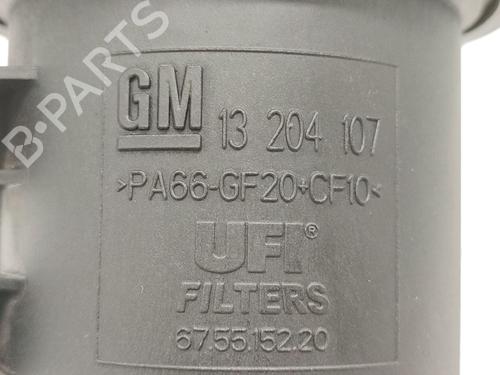 B-PARTS
GM 13 204 107
>PA66-GF20+CF10<
UFI®
FILTERS
67.55.152.20